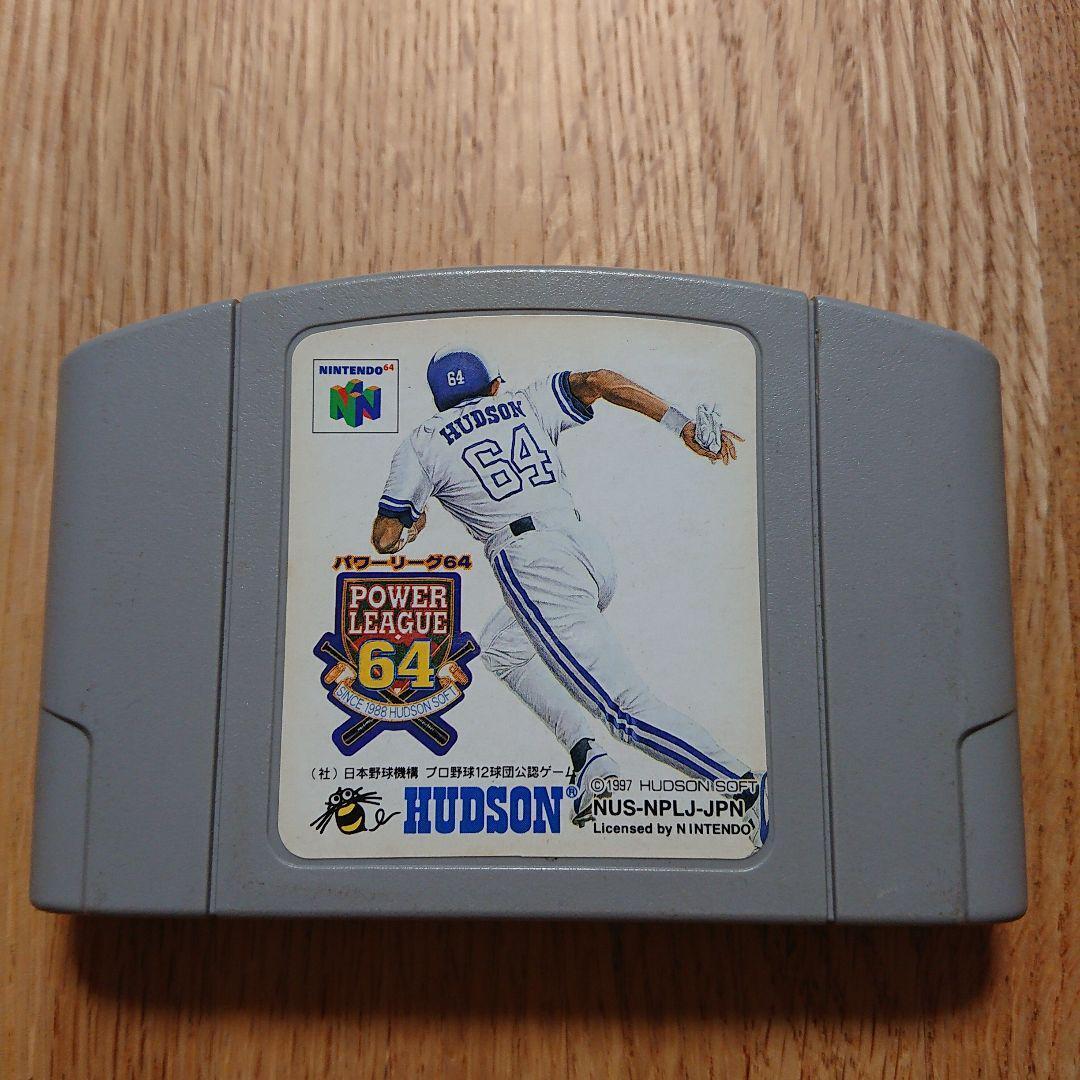 NINTENDO64
64
HUDSON
64
パワーリーグ64
POWER
LEAGUE
64
SINCE 1988 HUDSON SOFT
(社)日本野球機構 プロ野球12球団公認ゲーム
HUDSON®
©1997 HUDSON SOFT
NUS-NPLJ-JPN
Licensed by NINTENDO